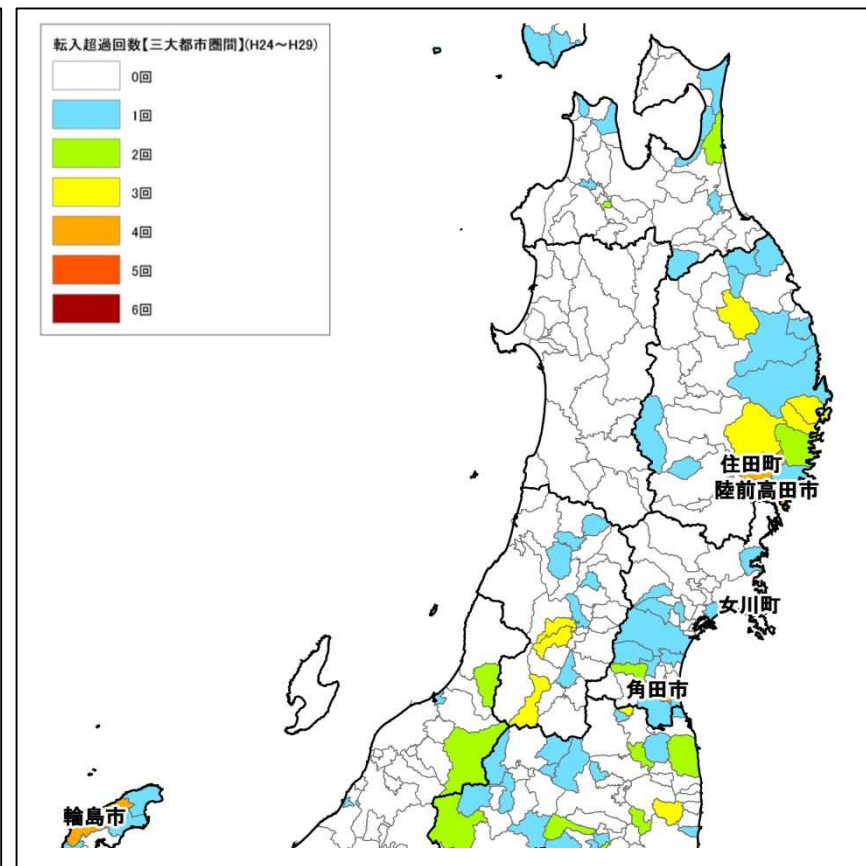 転入超過回数【三大都市圏間】(H24～H29)
0回
1回
2回
3回
4回
5回
6回
住田町
陸前高田市
女川町
角田市
輪島市